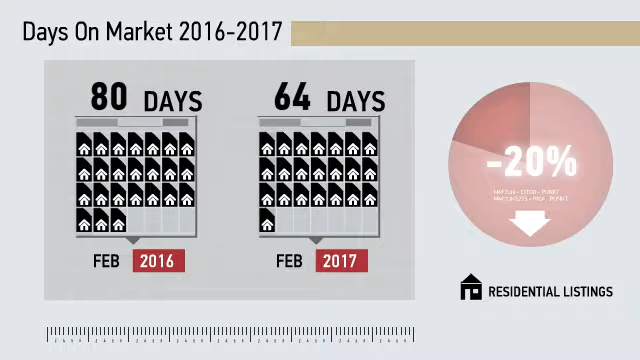 Days On Market 2016-2017
80 DAYS
64 DAYS
FEB 2016
FEB 2017
-20%
RESIDENTIAL LISTINGS